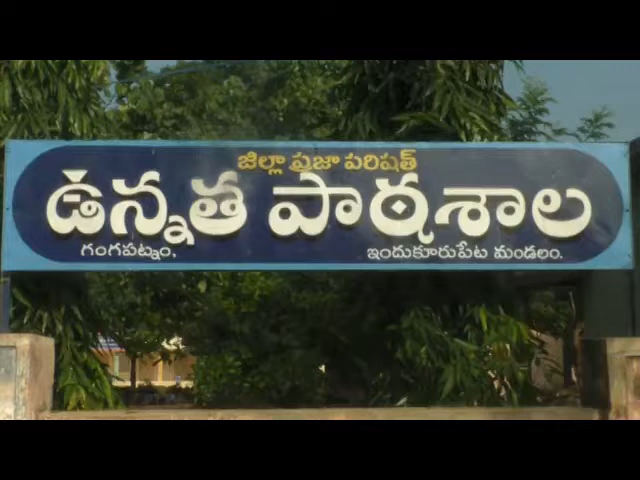 జిల్లా ప్రజా పరిషత్
ఉన్నత పాఠశాల
గంగపట్నం, ఇందుకూరుపేట మండలం.